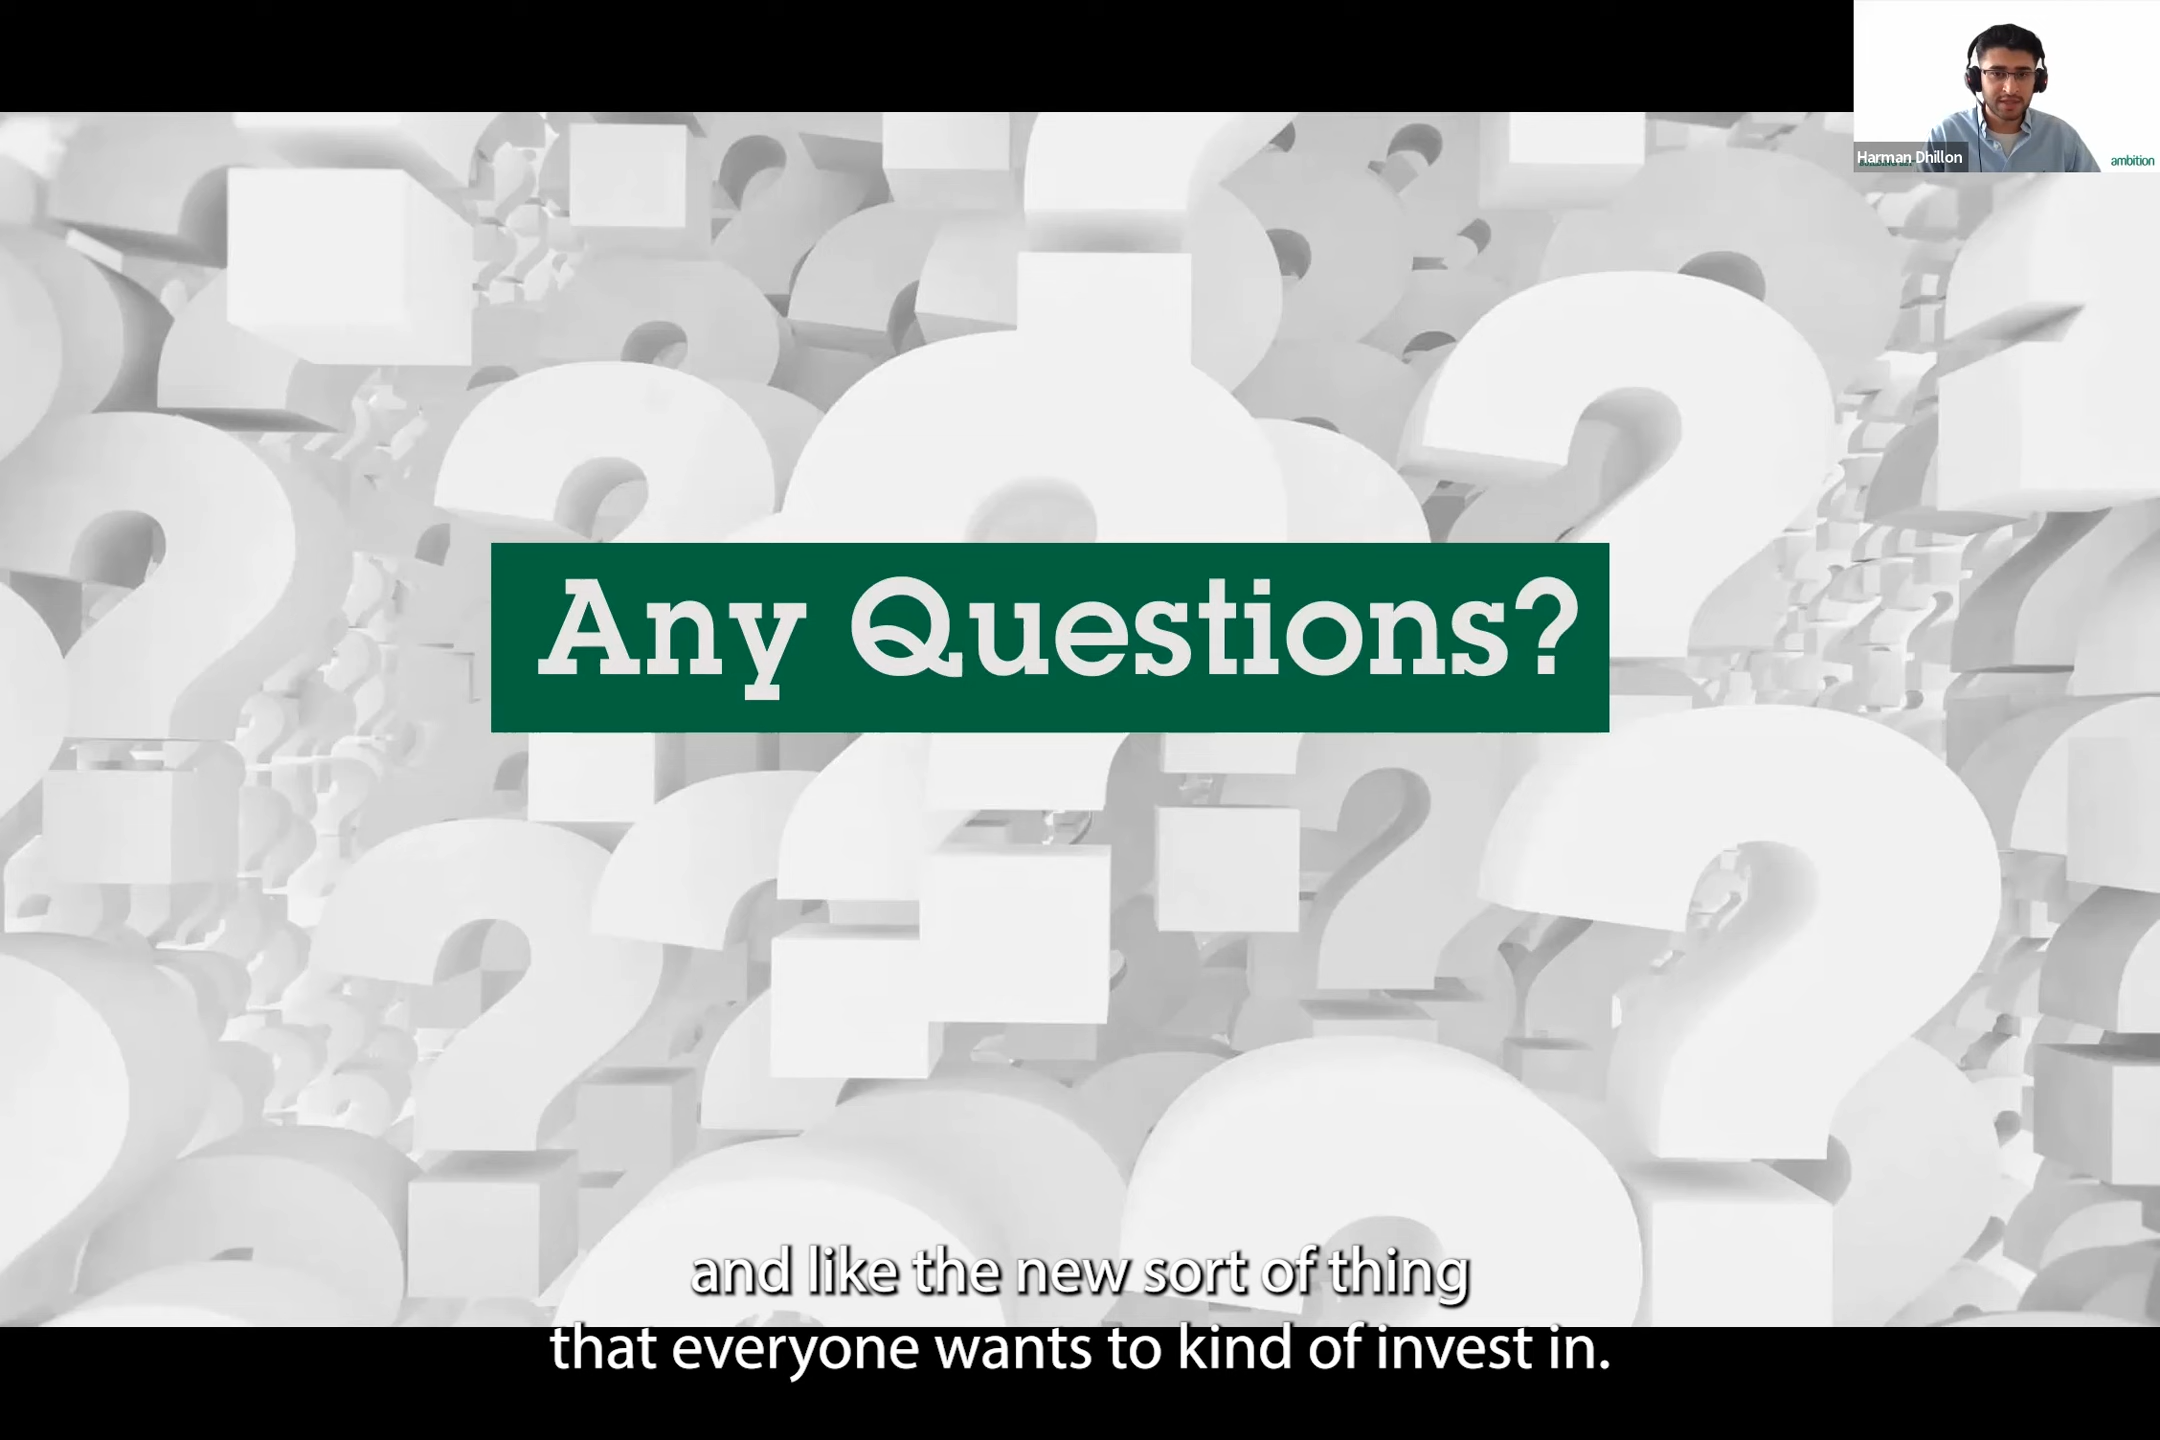 Harman Dhillon
ambition
Any Questions?
and like the new sort of thing
that everyone wants to kind of invest in.